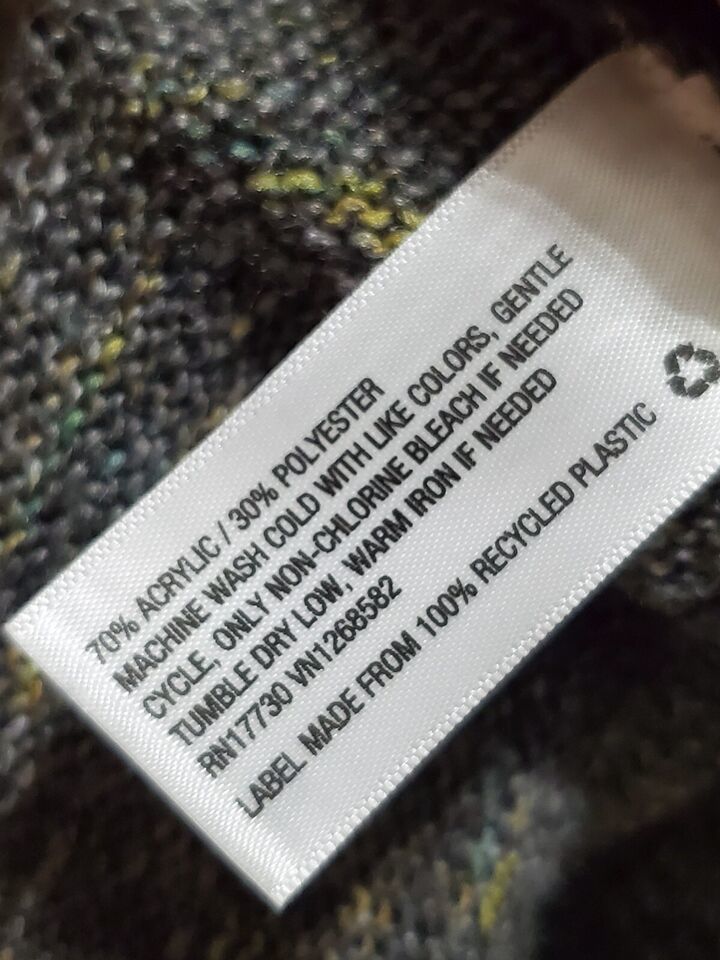 70% ACRYLIC / 30% POLYESTER
MACHINE WASH COLD WITH LIKE COLORS, GENTLE
CYCLE, ONLY NON-CHLORINE BLEACH IF NEEDED
TUMBLE DRY LOW, WARM IRON IF NEEDED
RN17730 VN1268582
LABEL MADE FROM 100% RECYCLED PLASTIC